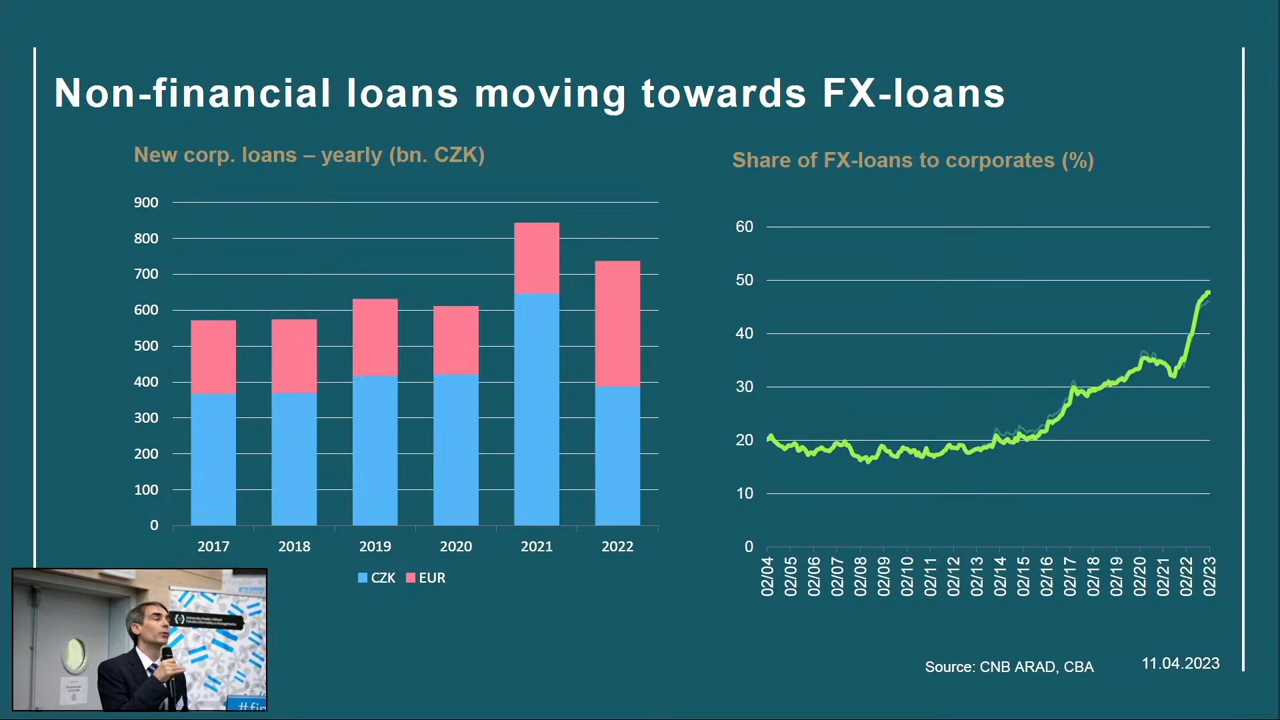 Non-financial loans moving towards FX-loans
New corp. loans – yearly (bn. CZK)
900
800
700
600
500
400
300
200
100
0
2017 2018 2019 2020 2021 2022
CZK EUR
Share of FX-loans to corporates (%)
60
50
40
30
20
10
0
02/04 02/05 02/06 02/07 02/08 02/09 02/10 02/11 02/12 02/13 02/14 02/15 02/16 02/17 02/18 02/19 02/20 02/21 02/22 02/23
Source: CNB ARAD, CBA
11.04.2023
#fin